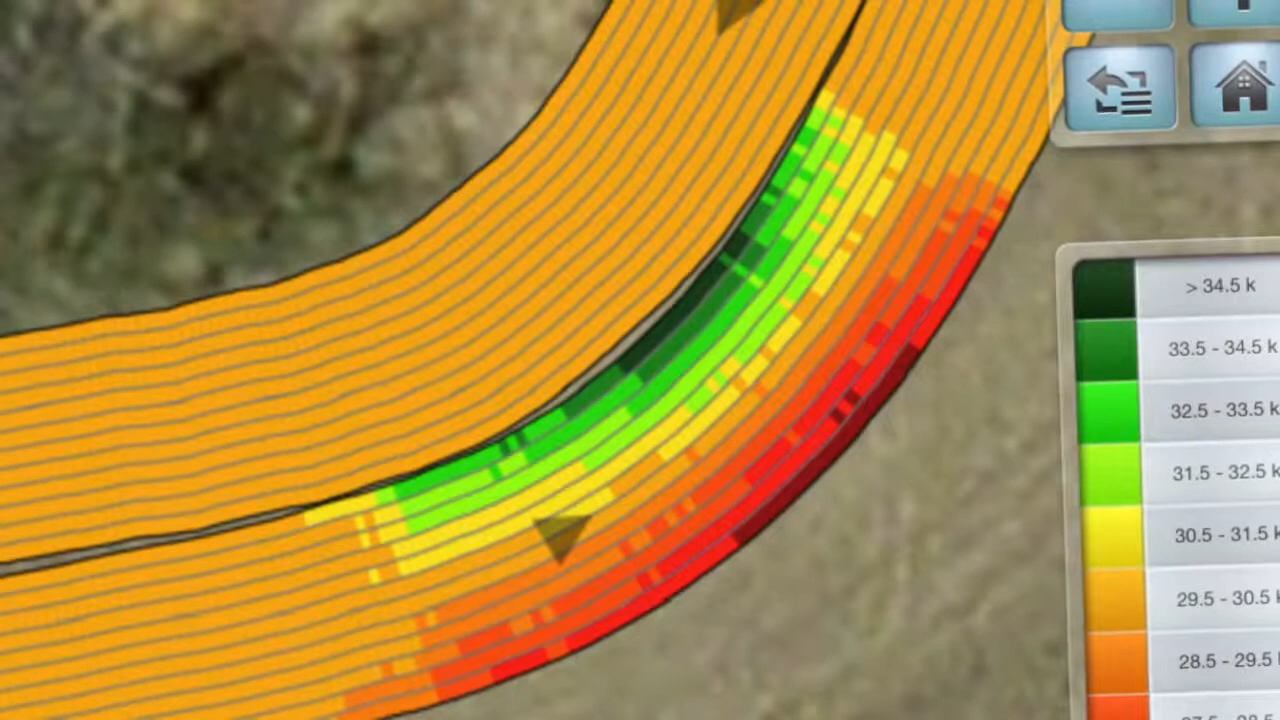 > 34.5 k
33.5 - 34.5 k
32.5 - 33.5 k
31.5 - 32.5 k
30.5 - 31.5 k
29.5 - 30.5 k
28.5 - 29.5